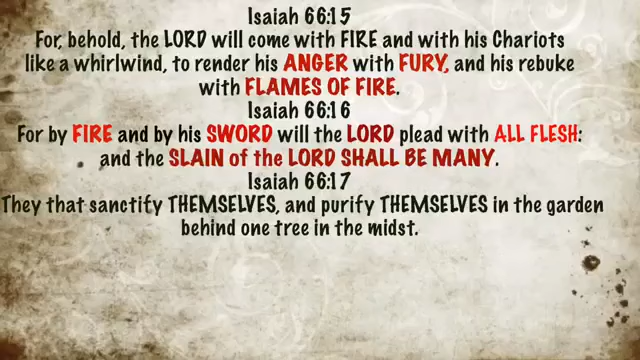 Isaiah 66:15
For, behold, the LORD will come with FIRE and with his Chariots
like a whirlwind, to render his ANGER with FURY, and his rebuke
with FLAMES OF FIRE.
Isaiah 66:16
For by FIRE and by his SWORD will the LORD plead with ALL FLESH:
and the SLAIN of the LORD SHALL BE MANY.
Isaiah 66:17
They that sanctify THEMSELVES, and purify THEMSELVES in the garden
behind one tree in the midst.